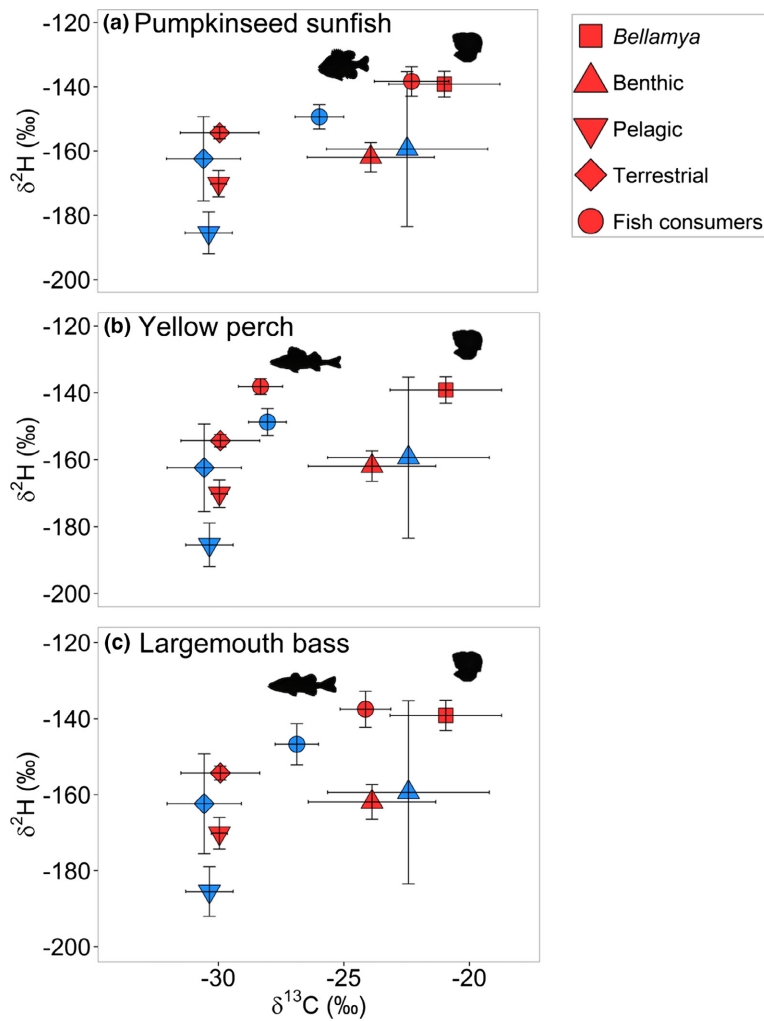 (a) Pumpkinseed sunfish
-120
-140
-160
-180
-200
δ²H (‰)
Bellamya
Benthic
Pelagic
Terrestrial
Fish consumers
(b) Yellow perch
-120
-140
-160
-180
-200
δ²H (‰)
(c) Largemouth bass
-120
-140
-160
-180
-200
δ²H (‰)
-30 -25 -20
δ¹³C (‰)